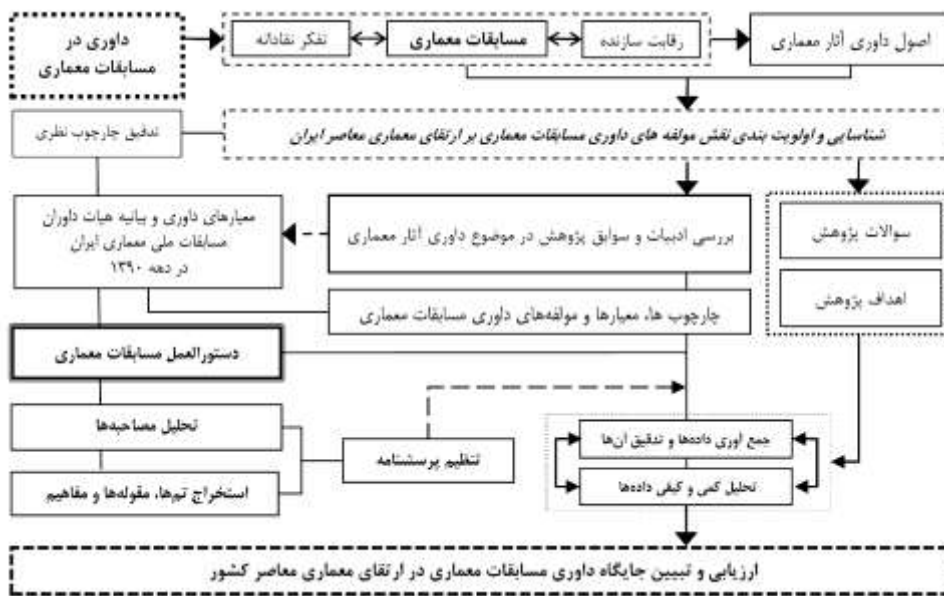 داوری در
مسابقات معماری
تفکر نقادانه
مسابقات معماری
رقابت سازنده
اصول داوری آثار معماری
تدقیق چارچوب نظری
شناسایی و اولویت بندی نقش مولفه های داوری مسابقات معماری بر ارتقای معماری معاصر ایران
معیارهای داوری و بیانیه هیات داوران
مسابقات ملی معماری ایران
در دهه ۱۳۹۰
بررسی ادبیات و سوابق پژوهش در موضوع داوری آثار معماری
سوالات پژوهش
اهداف پژوهش
چارچوب ها، معیارها و مولفه‌های داوری مسابقات معماری
دستورالعمل مسابقات معماری
تحلیل مصاحبه‌ها
استخراج تم‌ها، مقوله‌ها و مفاهیم
تنظیم پرسشنامه
جمع آوری داده‌ها و تدقیق آن‌ها
تحلیل کمی و کیفی داده‌ها
ارزیابی و تبیین جایگاه داوری مسابقات معماری در ارتقای معماری معاصر کشور